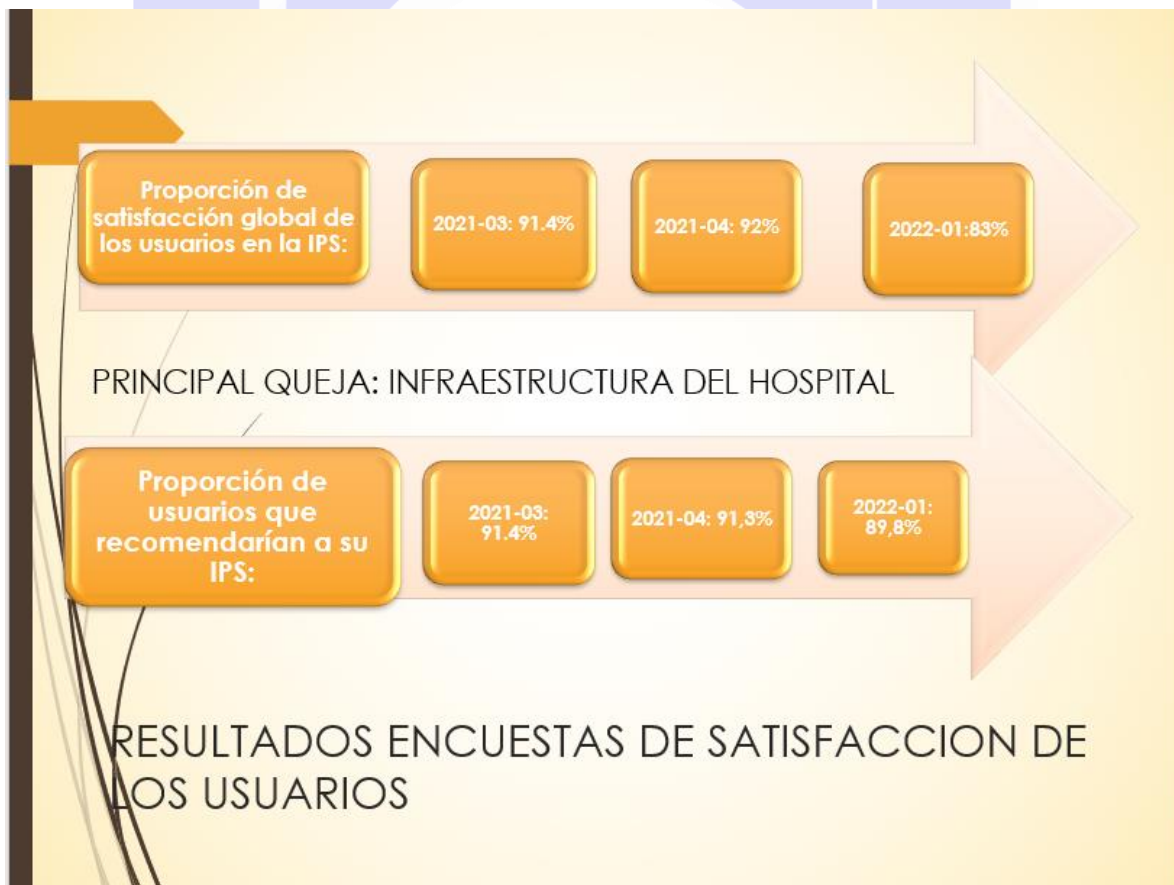 Proporción de
satisfacción global de
los usuarios en la IPS:
2021-03: 91.4%
2021-04: 92%
2022-01:83%
PRINCIPAL QUEJA: INFRAESTRUCTURA DEL HOSPITAL
Proporción de
usuarios que
recomendarían a su
IPS:
2021-03:
91.4%
2021-04: 91,3%
2022-01:
89,8%
RESULTADOS ENCUESTAS DE SATISFACCION DE
LOS USUARIOS